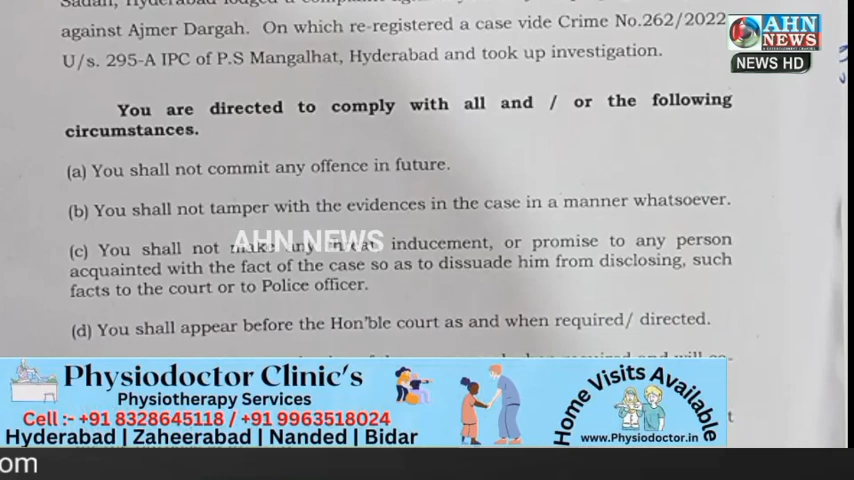 against Ajmer Dargah. On which re-registered a case vide Crime No.262/2022
U/s. 295-A IPC of P.S Mangalhat, Hyderabad and took up investigation.
You are directed to comply with all and / or the following
circumstances.
(a) You shall not commit any offence in future.
(b) You shall not tamper with the evidences in the case in a manner whatsoever.
(c) You shall not make any threat, inducement, or promise to any person
acquainted with the fact of the case so as to dissuade him from disclosing, such
facts to the court or to Police officer.
(d) You shall appear before the Hon'ble court as and when required/ directed.
AHN
NEWS
NEWS HD
AHN NEWS
Physiodoctor Clinic's
Physiotherapy Services
Cell :- +91 8328645118 / +91 9963518024
Hyderabad | Zaheerabad | Nanded | Bidar
Home Visits Available
www.Physiodoctor.in
om